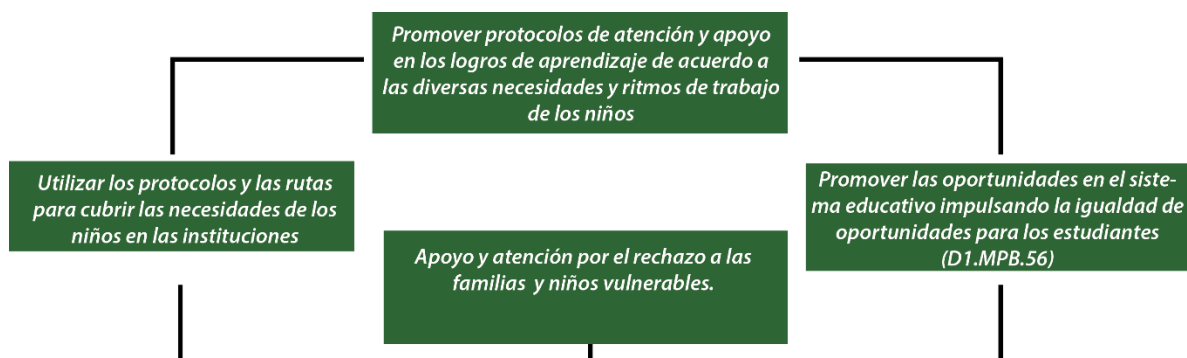 Promover protocolos de atención y apoyo
en los logros de aprendizaje de acuerdo a
las diversas necesidades y ritmos de trabajo
de los niños
Utilizar los protocolos y las rutas
para cubrir las necesidades de los
niños en las instituciones
Apoyo y atención por el rechazo a las
familias y niños vulnerables.
Promover las oportunidades en el siste-
ma educativo impulsando la igualdad de
oportunidades para los estudiantes
(D1.MPB.56)